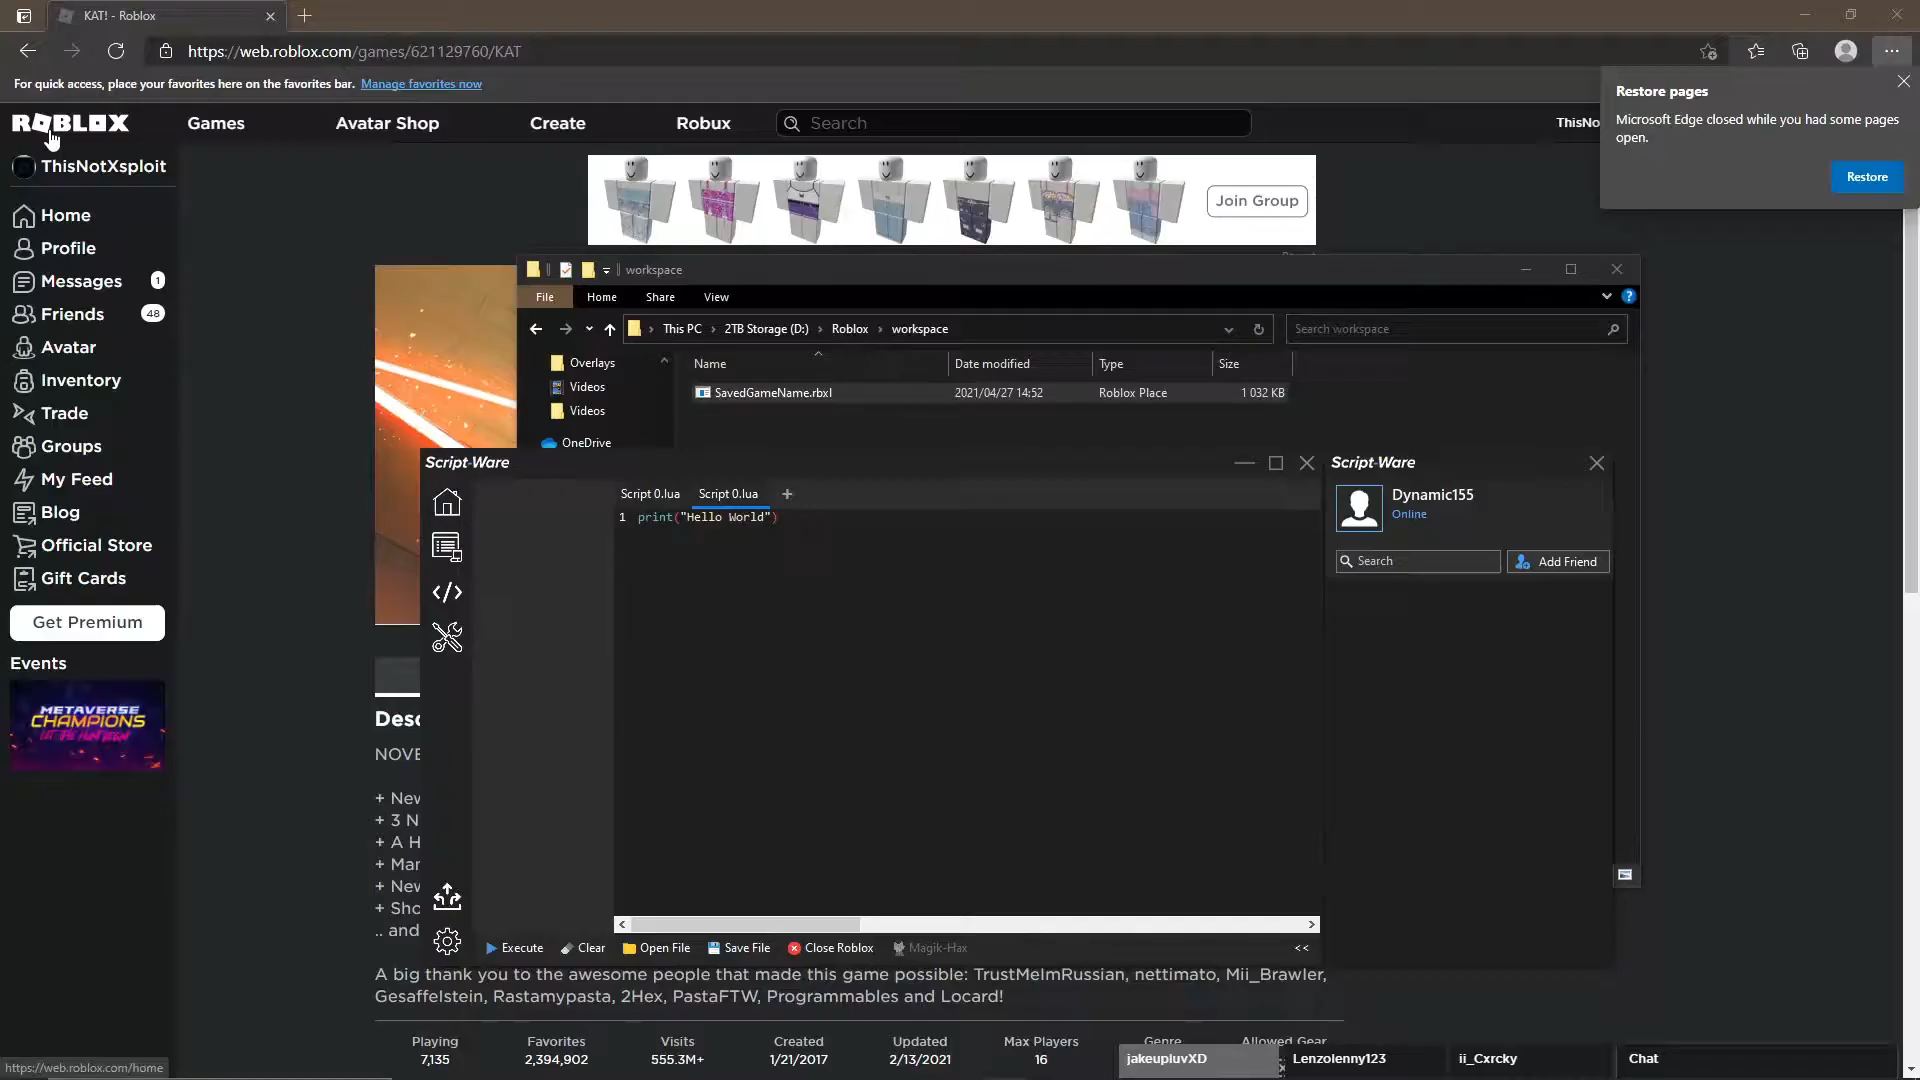 KAT! - Roblox
https://web.roblox.com/games/621129760/KAT
For quick access, place your favorites here on the favorites bar. Manage favorites now
Restore pages
Microsoft Edge closed while you had some pages
open.
Restore
ROBLOX
Games
Avatar Shop
Create
Robux
Search
ThisNo
ThisNotXsploit
Home
Profile
Messages
1
Friends
48
Avatar
Inventory
Trade
Groups
My Feed
Blog
Official Store
Gift Cards
Get Premium
Events
METAVERSE
CHAMPIONS
LET THE HUNT BEGIN!
Join Group
workspace
File
Home
Share
View
This PC
2TB Storage (D:)
Roblox
workspace
Search workspace
Overlays
Videos
Videos
OneDrive
Name
Date modified
Type
Size
SavedGameName.rbxl
2021/04/27 14:52
Roblox Place
1 032 KB
Script-Ware
Script 0.lua
Script 0.lua
1 print("Hello World")
Execute
Clear
Open File
Save File
Close Roblox
Magik-Hax
<<
Script-Ware
Dynamic155
Online
Search
Add Friend
Desc
NOVE
+ New
+ 3 N
+ A H
+ Mar
+ New
+ Sho
.. and
A big thank you to the awesome people that made this game possible: TrustMeImRussian, nettimato, Mii_Brawler,
Gesaffelstein, Rastamypasta, 2Hex, PastaFTW, Programmables and Locard!
Playing
7,135
Favorites
2,394,902
Visits
555.3M+
Created
1/21/2017
Updated
2/13/2021
Max Players
16
Genre
Allowed Gear
jakeupluvXD
Lenzolenny123
ii_Cxrcky
Chat
https://web.roblox.com/home